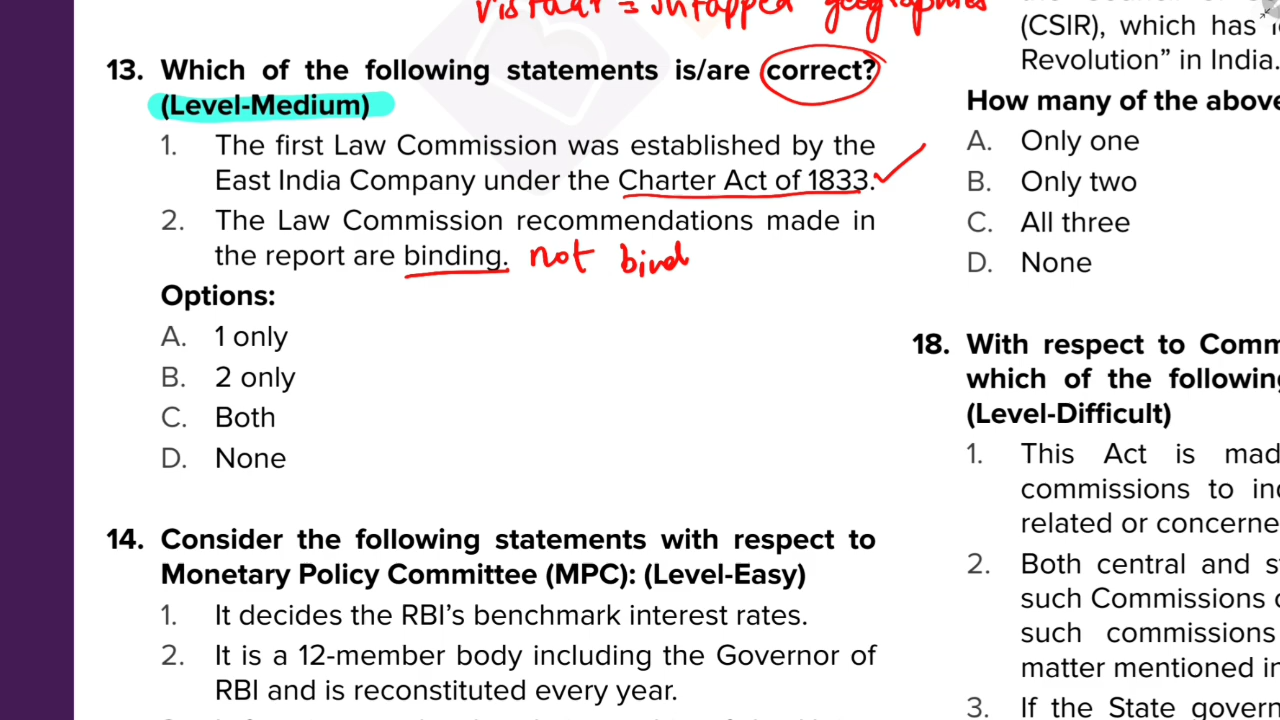 = untapped geographies
13. Which of the following statements is/are correct?
(Level-Medium)
1. The first Law Commission was established by the
East India Company under the Charter Act of 1833.
2. The Law Commission recommendations made in
the report are binding. not bind
Options:
A. 1 only
B. 2 only
C. Both
D. None
14. Consider the following statements with respect to
Monetary Policy Committee (MPC): (Level-Easy)
1. It decides the RBI’s benchmark interest rates.
2. It is a 12-member body including the Governor of
RBI and is reconstituted every year.
(CSIR), which has
Revolution” in India.
How many of the above
A. Only one
B. Only two
C. All three
D. None
18. With respect to Comm
which of the following
(Level-Difficult)
1. This Act is mad
commissions to in
related or concerne
2. Both central and s
such Commissions
such commissions
matter mentioned in
3. If the State govern